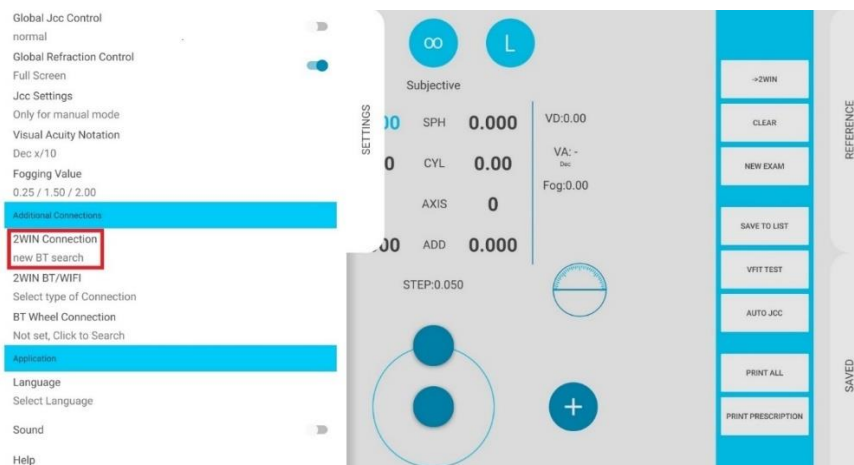 Global Jcc Control
normal
Global Refraction Control
Full Screen
Jcc Settings
Only for manual mode
Visual Acuity Notation
Dec x/10
Fogging Value
0.25 / 1.50 / 2.00
Additional Connections
2WIN Connection
new BT search
2WIN BT/WIFI
Select type of Connection
BT Wheel Connection
Not set, Click to Search
Application
Language
Select Language
Sound
Help
SETTINGS
∞
L
Subjective
00 SPH 0.000
0 CYL 0.00
AXIS 0
00 ADD 0.000
VD:0.00
VA: -
Dec
Fog:0.00
STEP:0.050
+
->2WIN
CLEAR
NEW EXAM
SAVE TO LIST
VFIT TEST
AUTO JCC
PRINT ALL
PRINT PRESCRIPTION
REFERENCE
SAVED